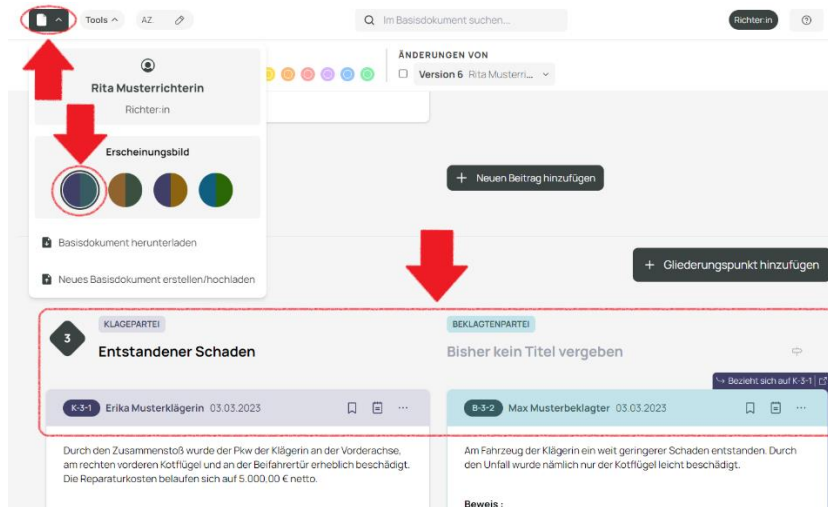 Tools
AZ.
Im Basisdokument suchen...
Richter:in
Rita Musterrichterin
Richter:in
ÄNDERUNGEN VON
Version 6 Rita Musterri...
Erscheinungsbild
Basisdokument herunterladen
Neues Basisdokument erstellen/hochladen
+ Neuen Beitrag hinzufügen
+ Gliederungspunkt hinzufügen
3
KLAGEPARTEI
Entstandener Schaden
BEKLAGTENPARTEI
Bisher kein Titel vergeben
Bezieht sich auf K-3-1
K-3-1 Erika Musterklägerin 03.03.2023
Durch den Zusammenstoß wurde der Pkw der Klägerin an der Vorderachse,
am rechten vorderen Kotflügel und an der Beifahrertür erheblich beschädigt.
Die Reparaturkosten belaufen sich auf 5.000,00 € netto.
B-3-2 Max Musterbeklagter 03.03.2023
Am Fahrzeug der Klägerin ein weit geringerer Schaden entstanden. Durch
den Unfall wurde nämlich nur der Kotflügel leicht beschädigt.
Beweis :